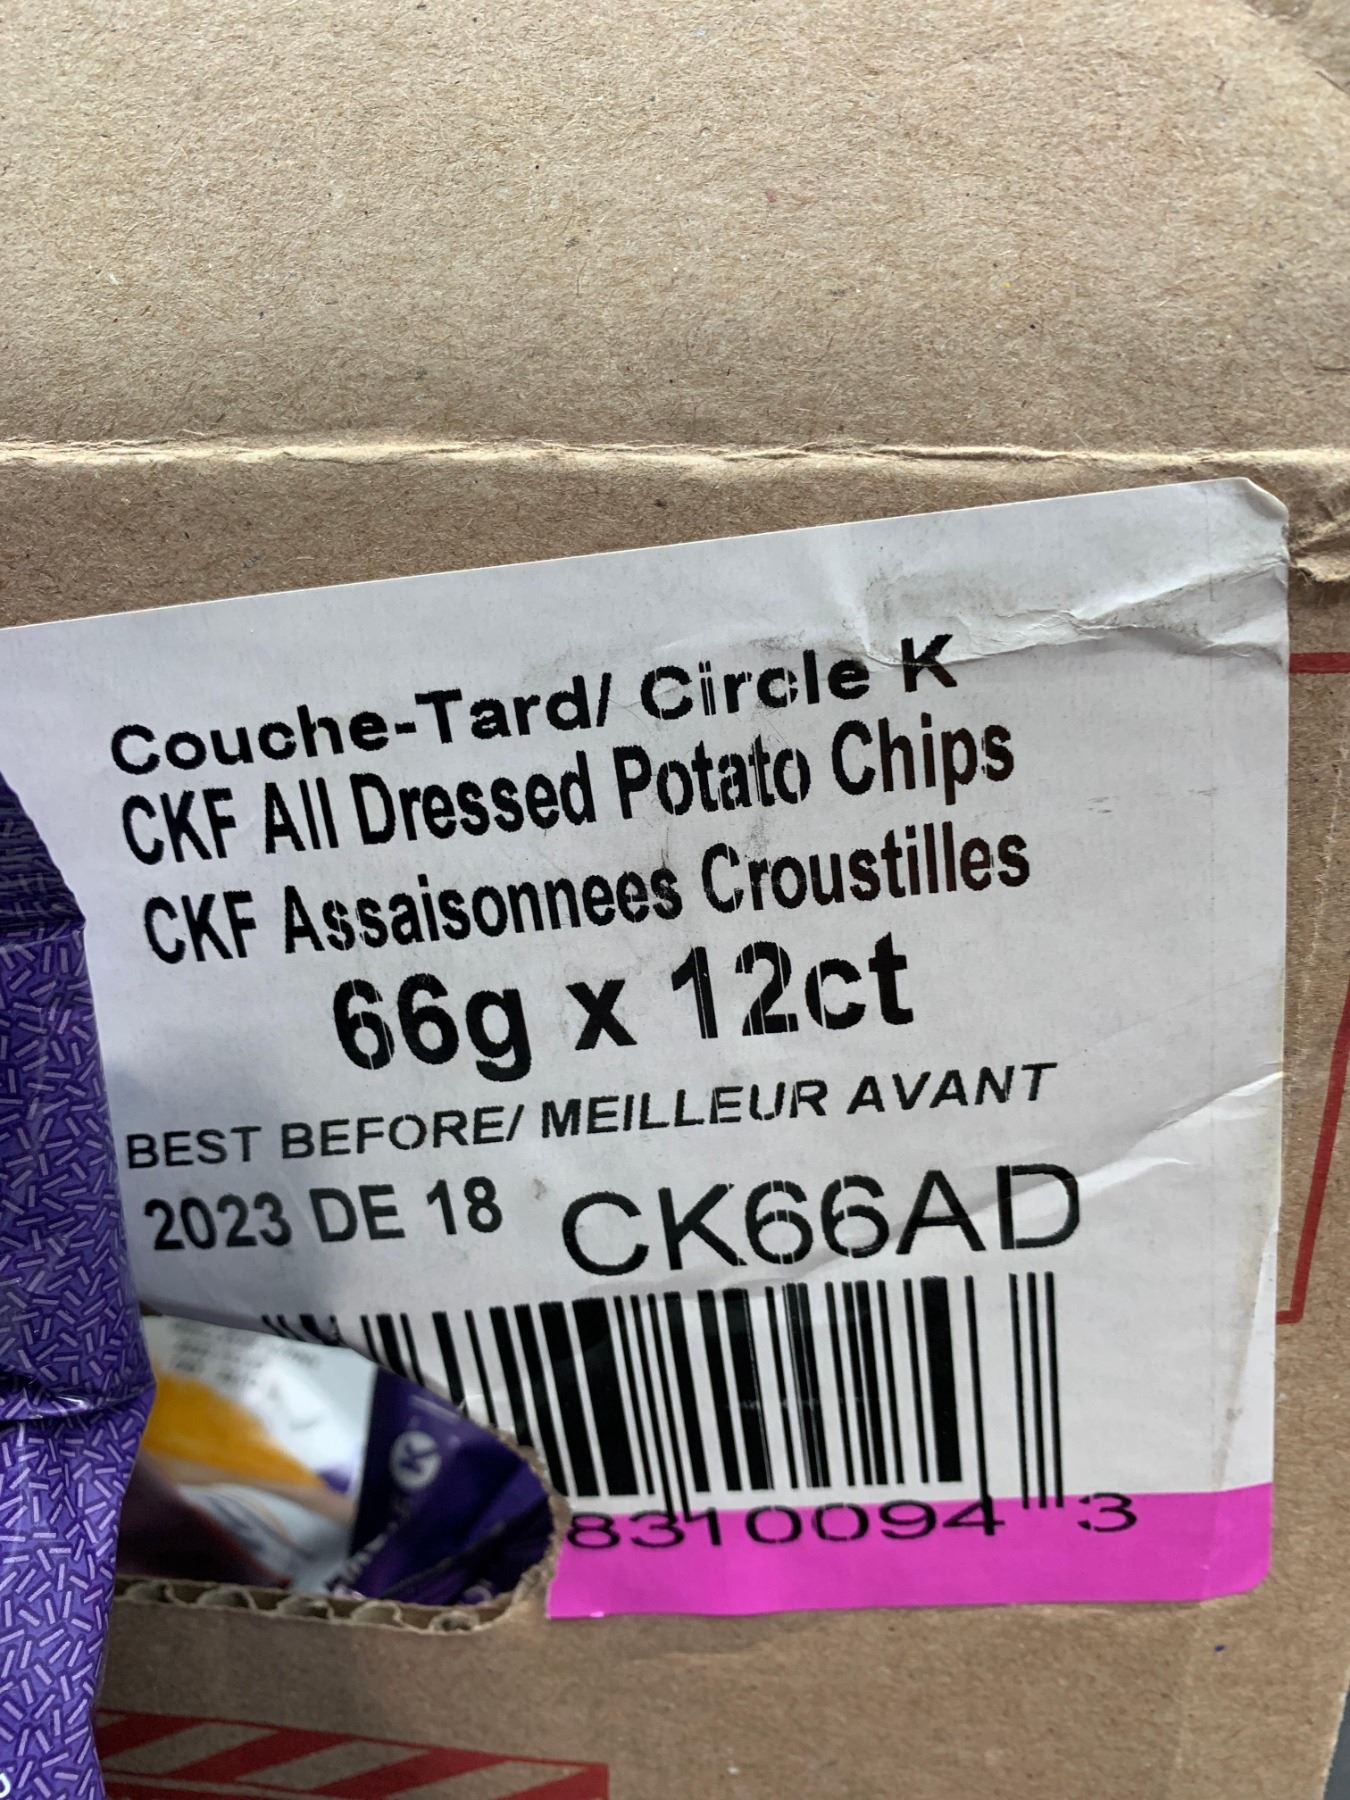 Couche-Tard/ Circle K
CKF All Dressed Potato Chips
CKF Assaisonnees Croustilles
66g x 12ct
BEST BEFORE/ MEILLEUR AVANT
2023 DE 18 CK66AD
8310094 3
K